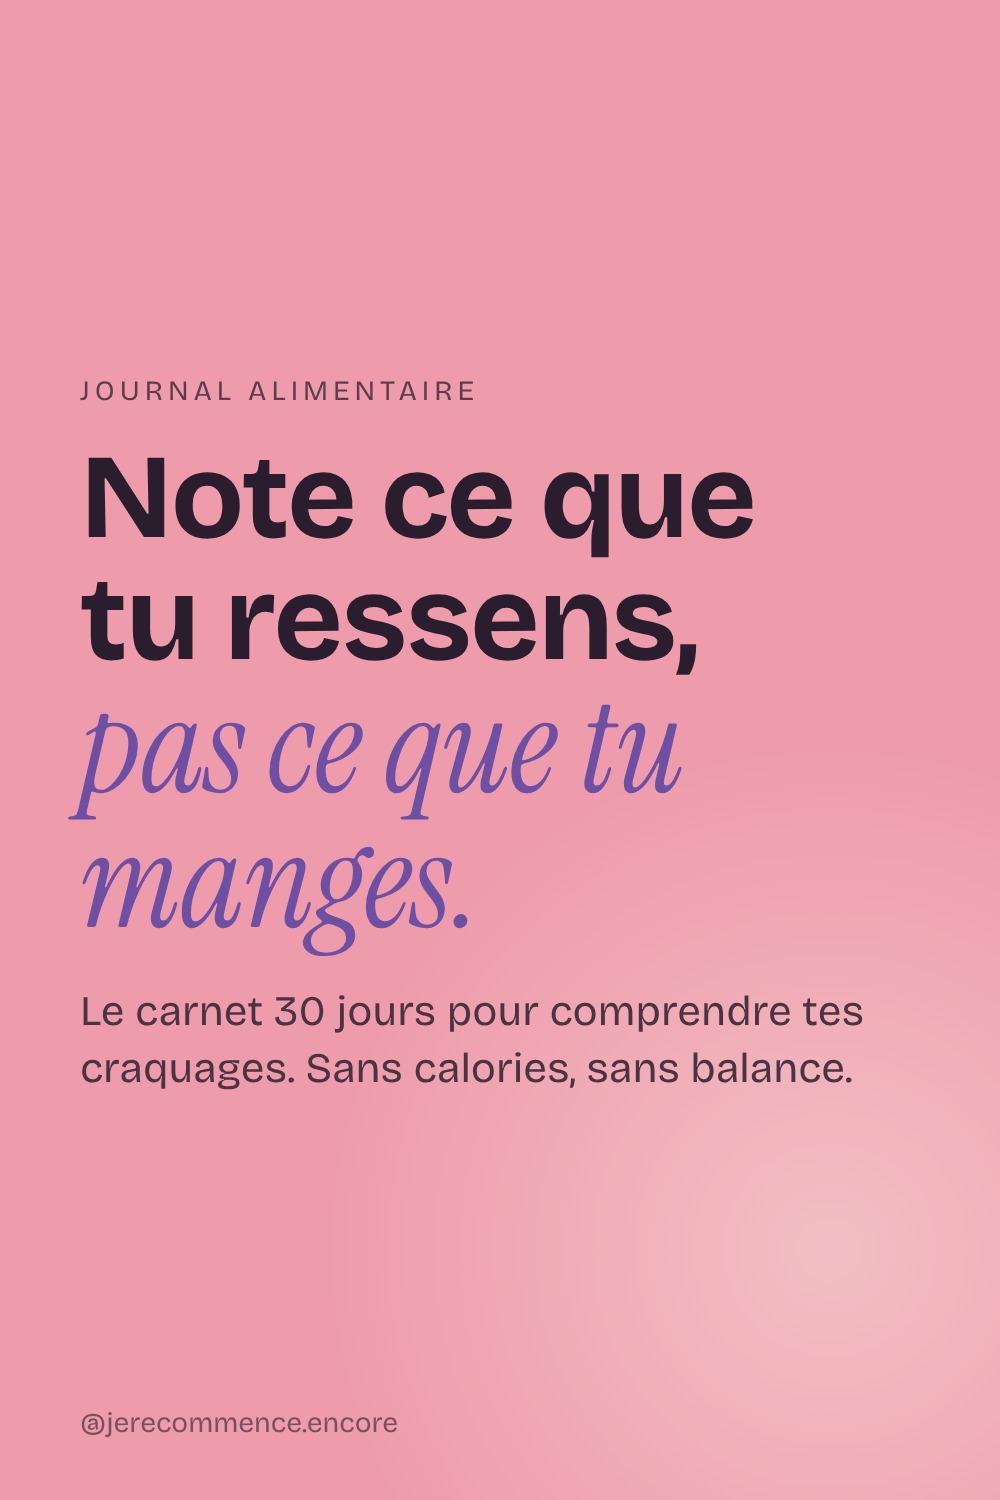 JOURNAL ALIMENTAIRE
Note ce que
tu ressens,
pas ce que tu
manges.
Le carnet 30 jours pour comprendre tes
craquages. Sans calories, sans balance.
@jerecommence.encore